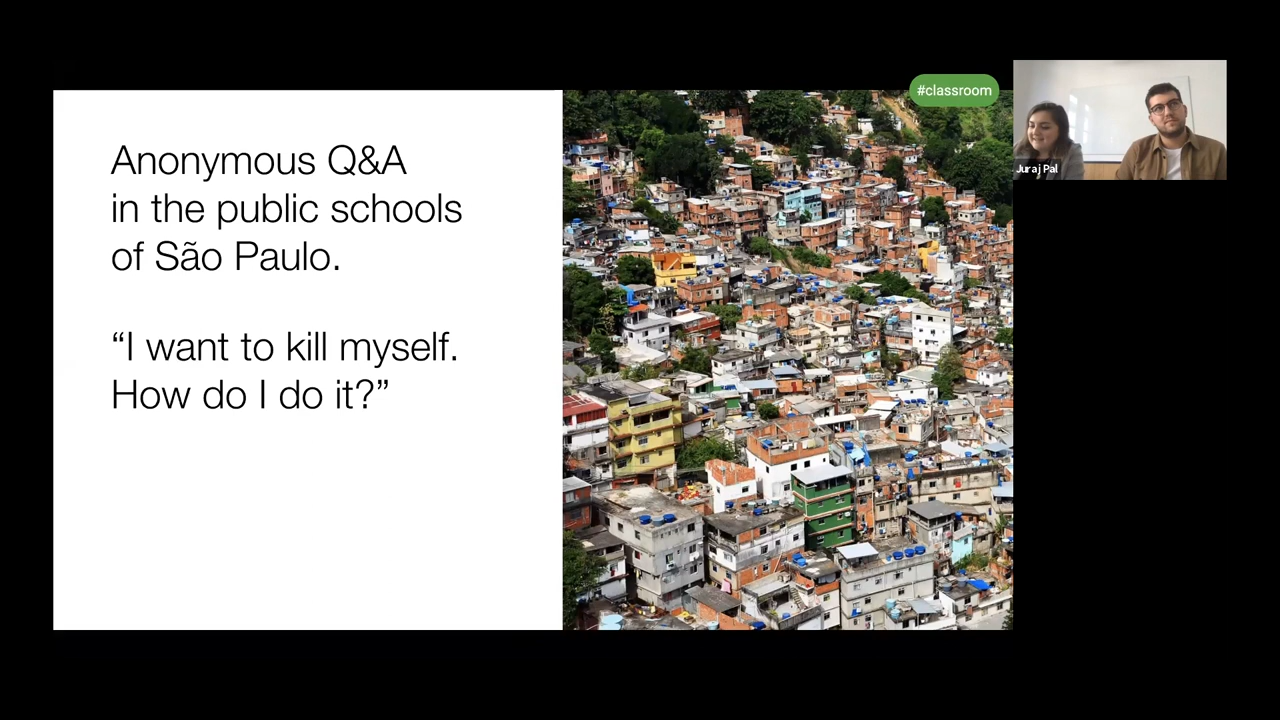 #classroom
Anonymous Q&A
in the public schools
of São Paulo.
“I want to kill myself.
How do I do it?”
Juraj Pal